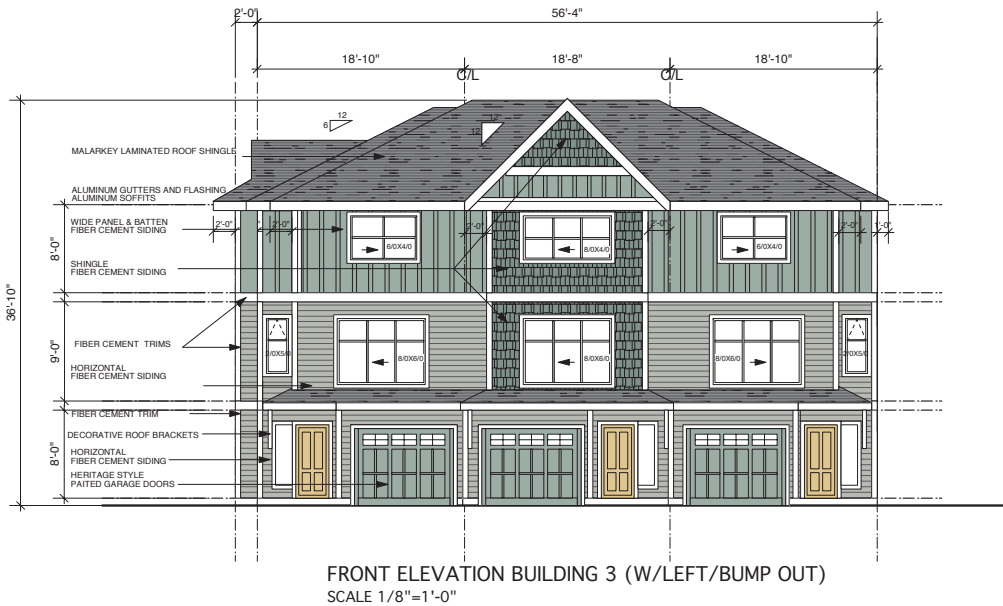 2'-0"
56'-4"
18'-10"
18'-8"
18'-10"
C/L
C/L
12
6
12
12
MALARKEY LAMINATED ROOF SHINGLE
ALUMINUM GUTTERS AND FLASHING
ALUMINUM SOFFITS
WIDE PANEL & BATTEN
FIBER CEMENT SIDING
2'-0"
2'-0"
2'-0"
2'-0"
2'-0"
6/0X4/0
8/0X4/0
6/0X4/0
8'-0"
SHINGLE
FIBER CEMENT SIDING
36'-10"
9'-0"
FIBER CEMENT TRIMS
2/0X5/0
8/0X6/0
8/0X6/0
8/0X6/0
2/0X5/0
HORIZONTAL
FIBER CEMENT SIDING
FIBER CEMENT TRIM
DECORATIVE ROOF BRACKETS
8'-0"
HORIZONTAL
FIBER CEMENT SIDING
HERITAGE STYLE
PAITED GARAGE DOORS
FRONT ELEVATION BUILDING 3 (W/LEFT/BUMP OUT)
SCALE 1/8"=1'-0"